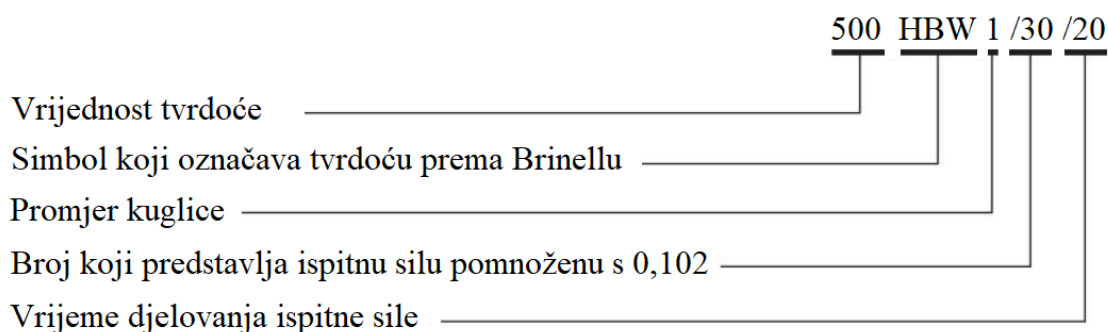 500 HBW 1 /30 /20
Vrijednost tvrdoće
Simbol koji označava tvrdoću prema Brinellu
Promjer kuglice
Broj koji predstavlja ispitnu silu pomnoženu s 0,102
Vrijeme djelovanja ispitne sile